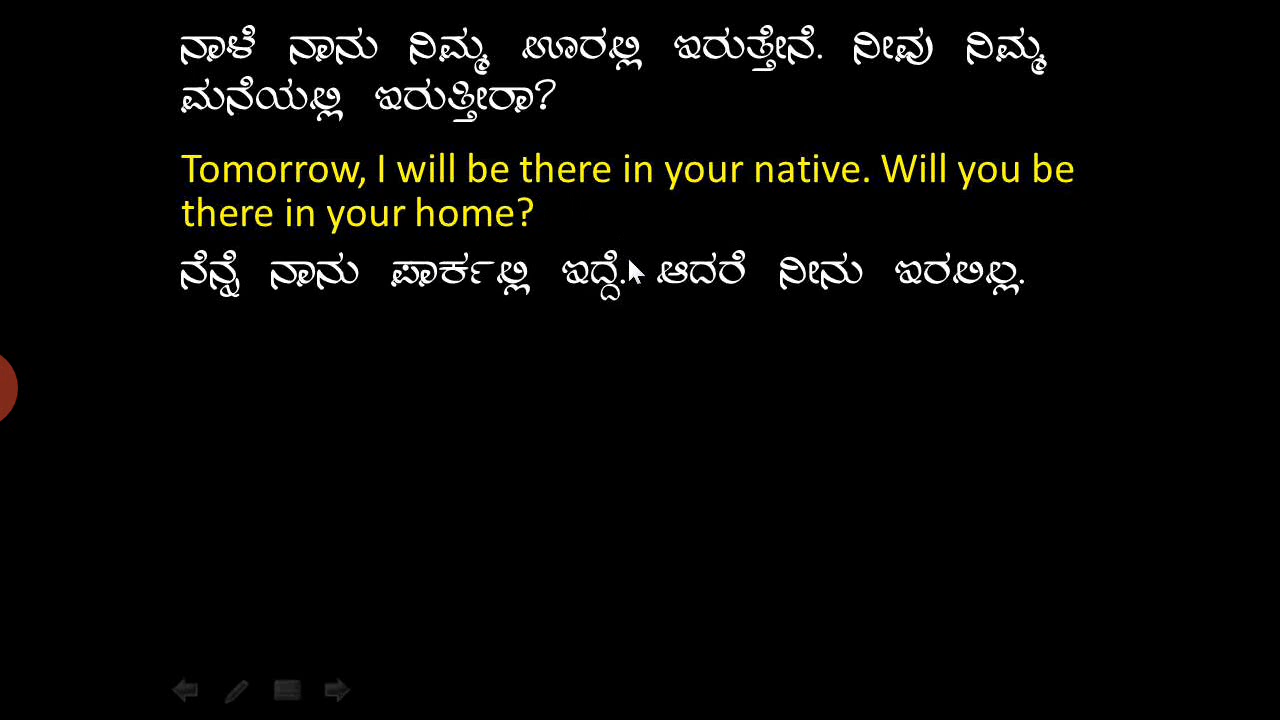 ನಾಳೆ ನಾನು ನಿಮ್ಮ ಊರಲ್ಲಿ ಇರುತ್ತೇನೆ. ನೀವು ನಿಮ್ಮ
ಮನೆಯಲ್ಲಿ ಇರುತ್ತೀರಾ?
Tomorrow, I will be there in your native. Will you be
there in your home?
ನೆನ್ನೆ ನಾನು ಪಾರ್ಕಲ್ಲಿ ಇದ್ದೆ. ಆದರೆ ನೀನು ಇರಲಿಲ್ಲ.